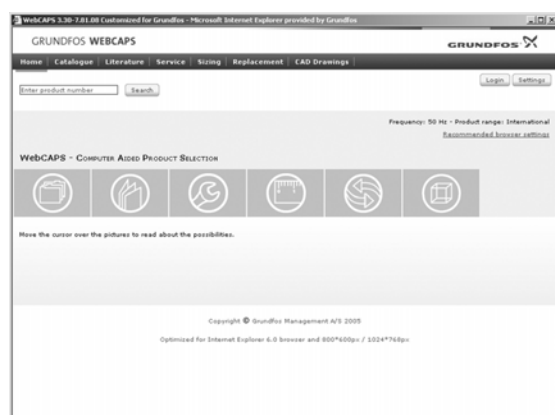 WebCAPS 3.30-7.81.08 Customized for Grundfos - Microsoft Internet Explorer provided by Grundfos
GRUNDFOS WEBCAPS
GRUNDFOS
Home Catalogue Literature Service Sizing Replacement CAD Drawings
Login Settings
Enter product number Search
Frequency: 50 Hz - Product range: International
Recommended browser settings
WebCAPS - Computer Aided Product Selection
Move the cursor over the pictures to read about the possibilities.
Copyright © Grundfos Management A/S 2005
Optimized for Internet Explorer 6.0 browser and 800*600px / 1024*768px